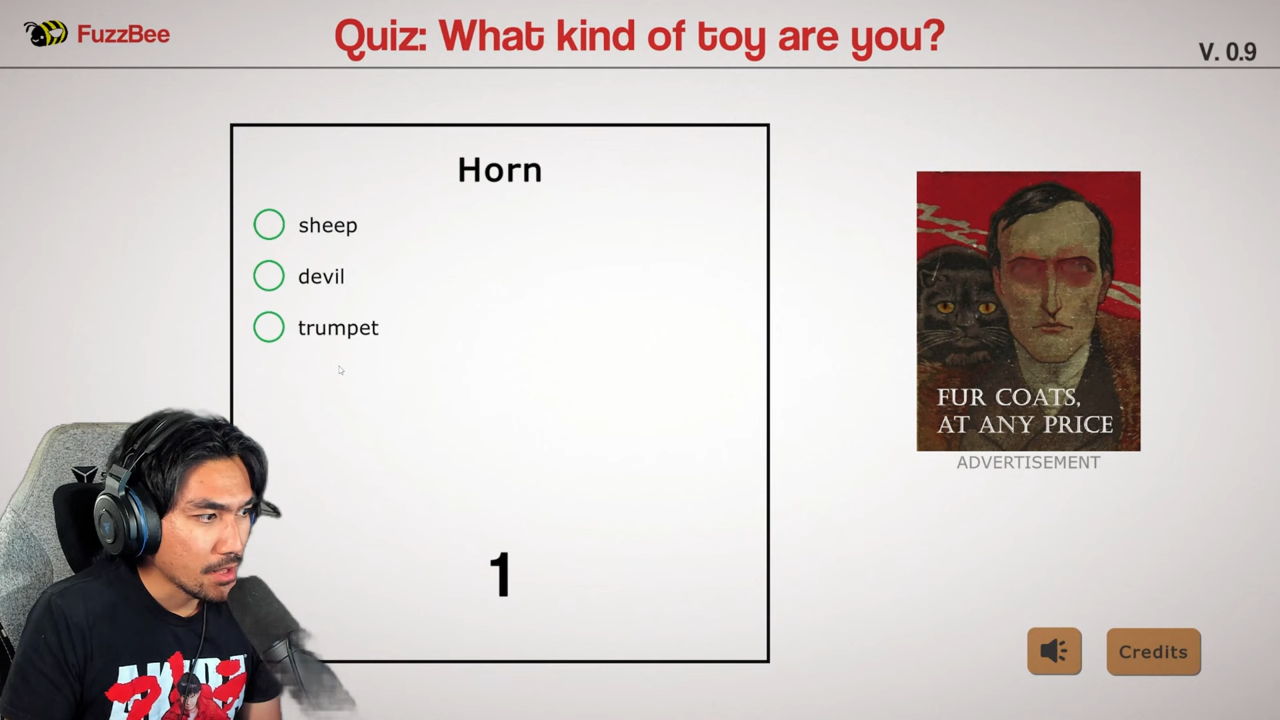 FuzzBee
Quiz: What kind of toy are you?
V. 0.9
Horn
sheep
devil
trumpet
1
FUR COATS,
AT ANY PRICE
ADVERTISEMENT
Credits